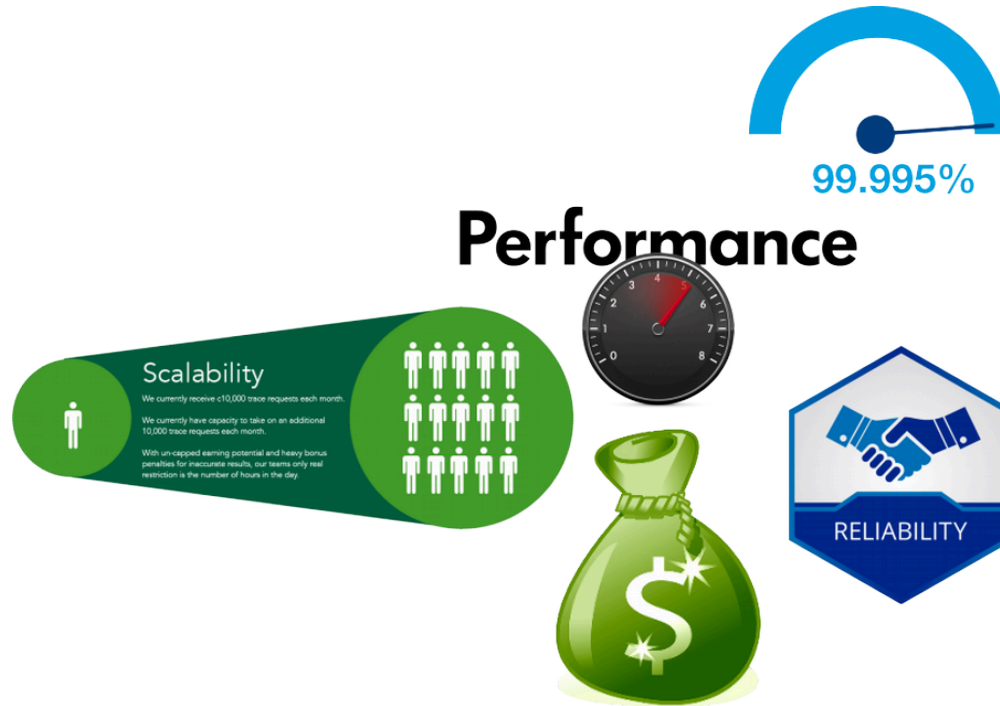 99.995%
Performance
0 1 2 3 4 5 6 7 8
Scalability
We currently receive c10,000 trace requests each month.
We currently have capacity to take on an additional
10,000 trace requests each month.
With un-capped earning potential and heavy bonus
penalties for inaccurate results, our teams only real
restriction is the number of hours in the day.
RELIABILITY
$